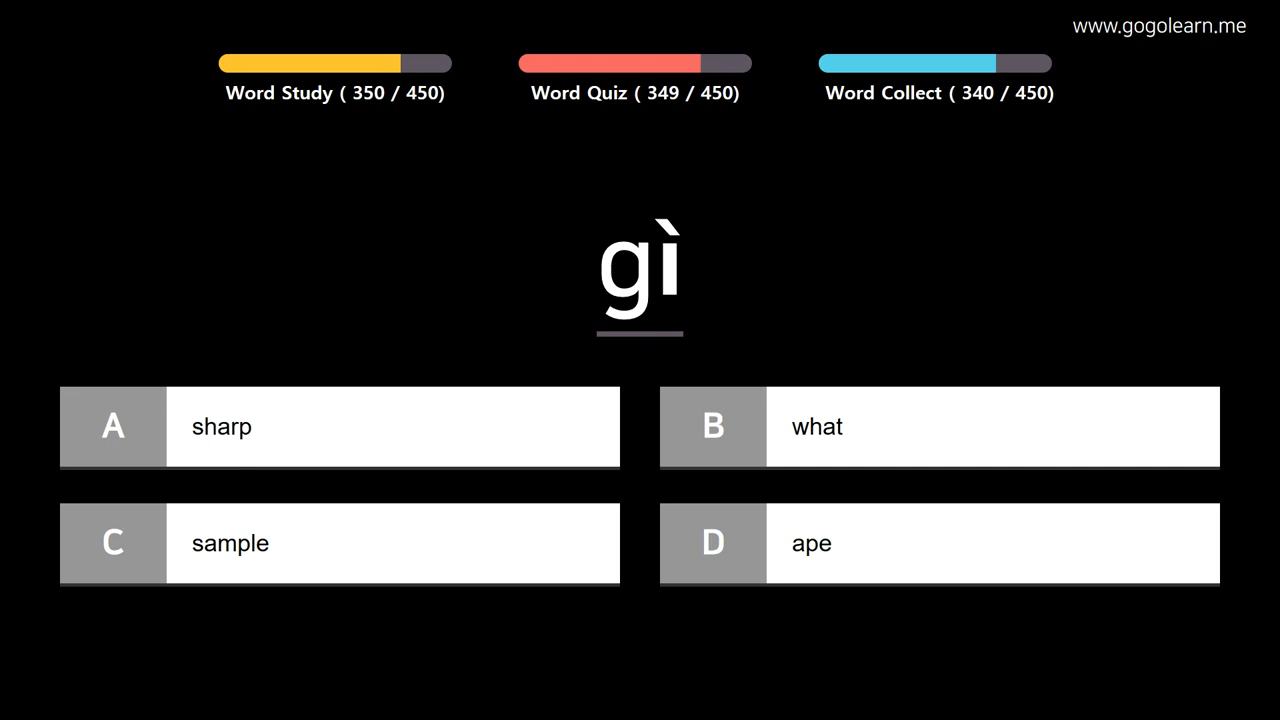 www.gogolearn.me
Word Study ( 350 / 450)
Word Quiz ( 349 / 450)
Word Collect ( 340 / 450)
gì
A sharp
B what
C sample
D ape